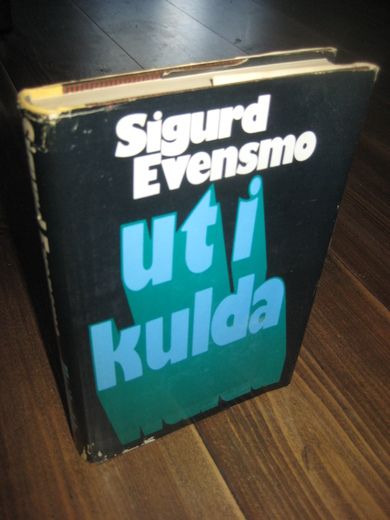 Sigurd
Evensmo
ut i
kulda